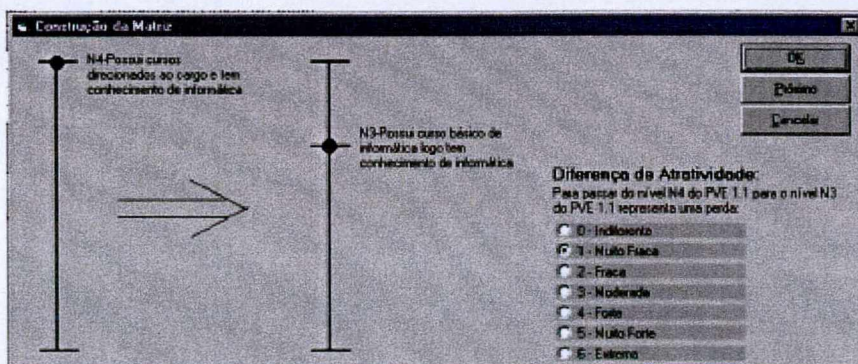 Construção da Matriz
N4-Possui cursos
direcionados ao cargo e tem
conhecimento de informática
N3-Possui curso básico de
informática logo tem
conhecimento de informática
OK
Próximo
Cancelar
Diferença de Atratividade:
Para passar do nível N4 do PVE 1.1 para o nível N3
do PVE 1.1 representa uma perda:
0 - Indiferente
1 - Muito Fraca
2 - Fraca
3 - Moderada
4 - Forte
5 - Muito Forte
6 - Extrema